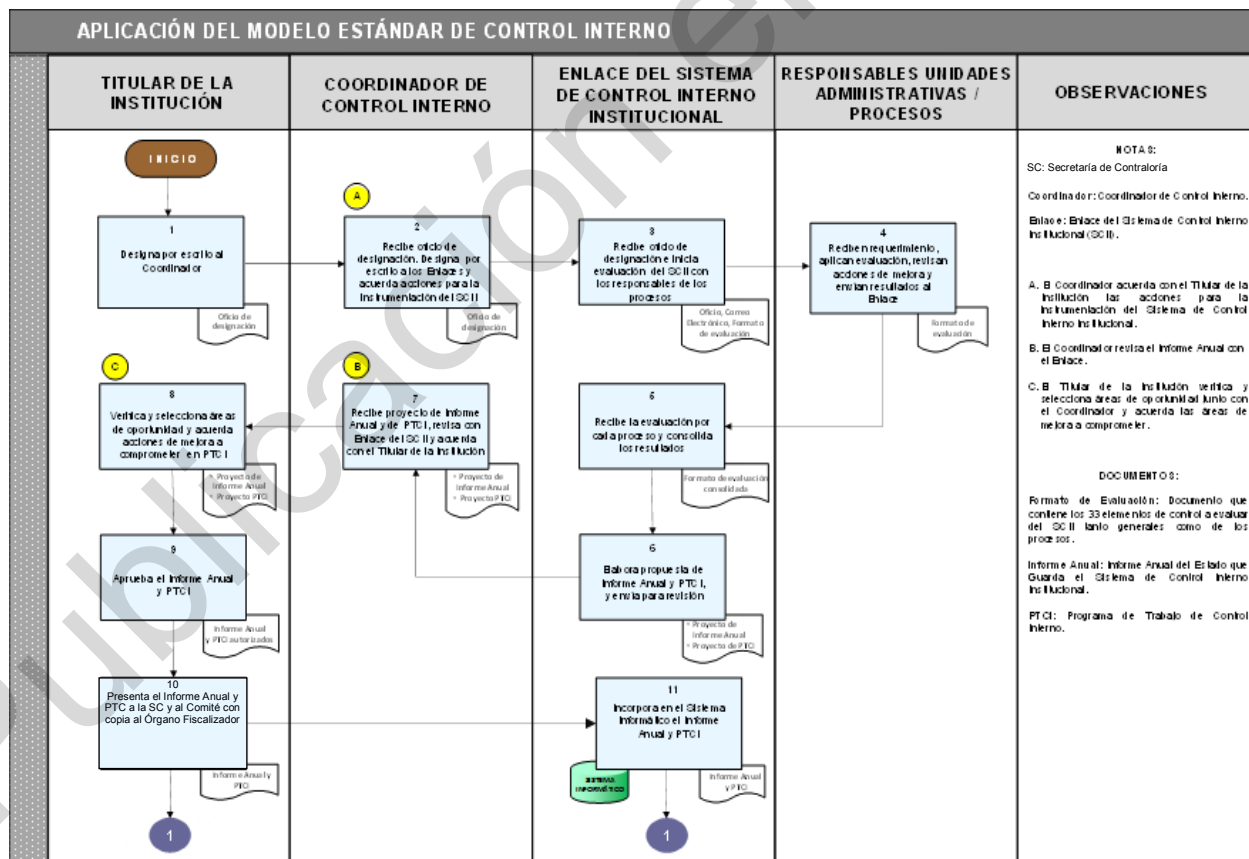 APLICACIÓN DEL MODELO ESTÁNDAR DE CONTROL INTERNO
TITULAR DE LA
INSTITUCIÓN
COORDINADOR DE
CONTROL INTERNO
ENLACE DEL SISTEMA
DE CONTROL INTERNO
INSTITUCIONAL
RESPONSABLES UNIDADES
ADMINISTRATIVAS /
PROCESOS
OBSERVACIONES
INICIO
1
Designa por escrito al
Coordinador
Oficio de
designación
A
2
Recibe oficio de
designación. Designa por
escrito a los Enlaces y
acuerda acciones para la
instrumentación del SCII
Oficio de
designación
3
Recibe oficio de
designación e inicia
evaluación del SCII con
los responsables de los
procesos
Oficio, Correo
Electrónico, Formato
de evaluación
4
Reciben requerimiento,
aplican evaluación, revisan
acciones de mejora y
envían resultados al
Enlace
Formato de
evaluación
C
8
Verifica y selecciona áreas
de oportunidad y acuerda
acciones de mejora a
comprometer en PTCI
• Proyecto de
Informe Anual
• Proyecto PTCI
B
7
Recibe proyecto de Informe
Anual y de PTCI, revisa con
Enlace del SCII y acuerda
con el Titular de la Institución
• Proyecto de
Informe Anual
• Proyecto PTCI
5
Recibe la evaluación por
cada proceso y consolida
los resultados
Formato de evaluación
consolidada
9
Aprueba el Informe Anual
y PTCI
Informe Anual
y PTCI autorizados
6
Elabora propuesta de
Informe Anual y PTCI,
y envía para revisión
• Proyecto de
Informe Anual
• Proyecto de PTCI
10
Presenta el Informe Anual y
PTC a la SC y al Comité con
copia al Órgano Fiscalizador
Informe Anual y
PTCI
11
Incorpora en el Sistema
Informático el Informe
Anual y PTCI
SISTEMA
INFORMÁTICO
Informe Anual
y PTCI
1
1
NOTAS:
SC: Secretaría de Contraloría
Coordinador: Coordinador de Control Interno.
Enlace: Enlace del Sistema de Control Interno
Institucional (SCII).
A. El Coordinador acuerda con el Titular de la
Institución las acciones para la
instrumentación del Sistema de Control
Interno Institucional.
B. El Coordinador revisa el Informe Anual con
el Enlace.
C. El Titular de la Institución verifica y
selecciona áreas de oportunidad junto con
el Coordinador y acuerda las áreas de
mejora a comprometer.
DOCUMENTOS:
Formato de Evaluación: Documento que
contiene los 33 elementos de control a evaluar
del SCII tanto generales como de los
procesos.
Informe Anual: Informe Anual del Estado que
Guarda el Sistema de Control Interno
Institucional.
PTCI: Programa de Trabajo de Control
Interno.
Publicación e